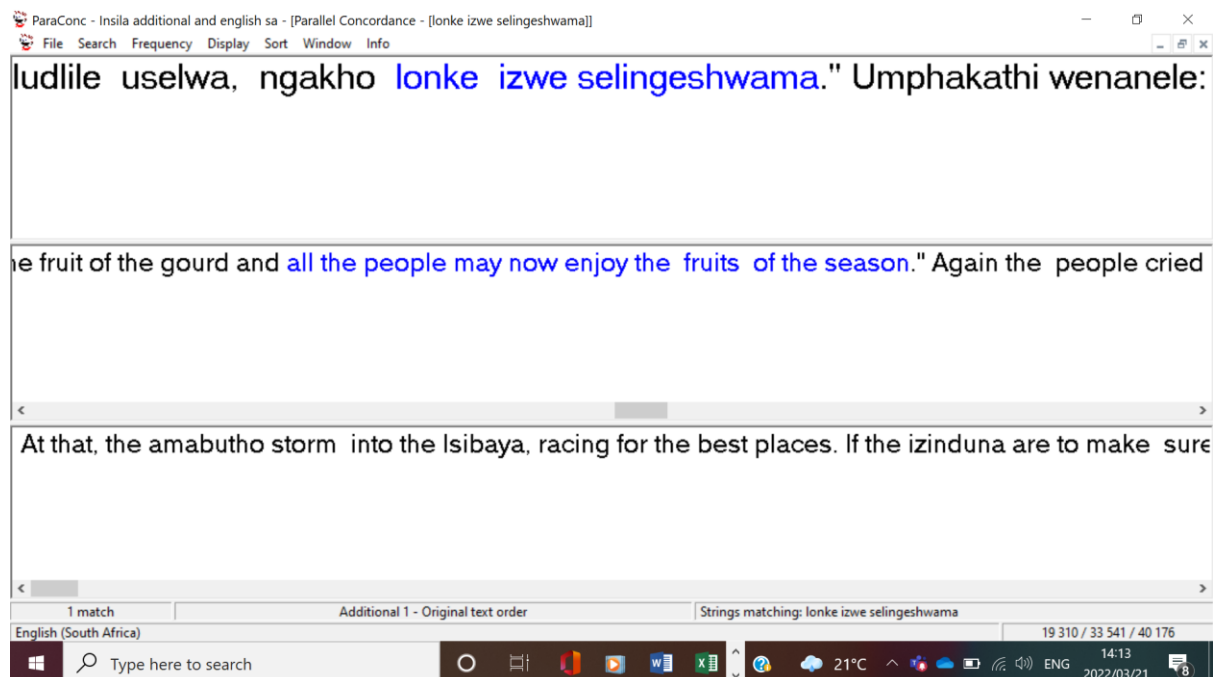 ParaConc - Insila additional and english sa - [Parallel Concordance - [lonke izwe selingeshwama]]
File Search Frequency Display Sort Window Info
ludlile uselwa, ngakho lonke izwe selingeshwama." Umphakathi wenanele:
e fruit of the gourd and all the people may now enjoy the fruits of the season." Again the people cried
At that, the amabutho storm into the Isibaya, racing for the best places. If the izinduna are to make sure
1 match Additional 1 - Original text order Strings matching: lonke izwe selingeshwama
English (South Africa) 19 310 / 33 541 / 40 176
Type here to search 21°C ENG 14:13
2022/03/21 8